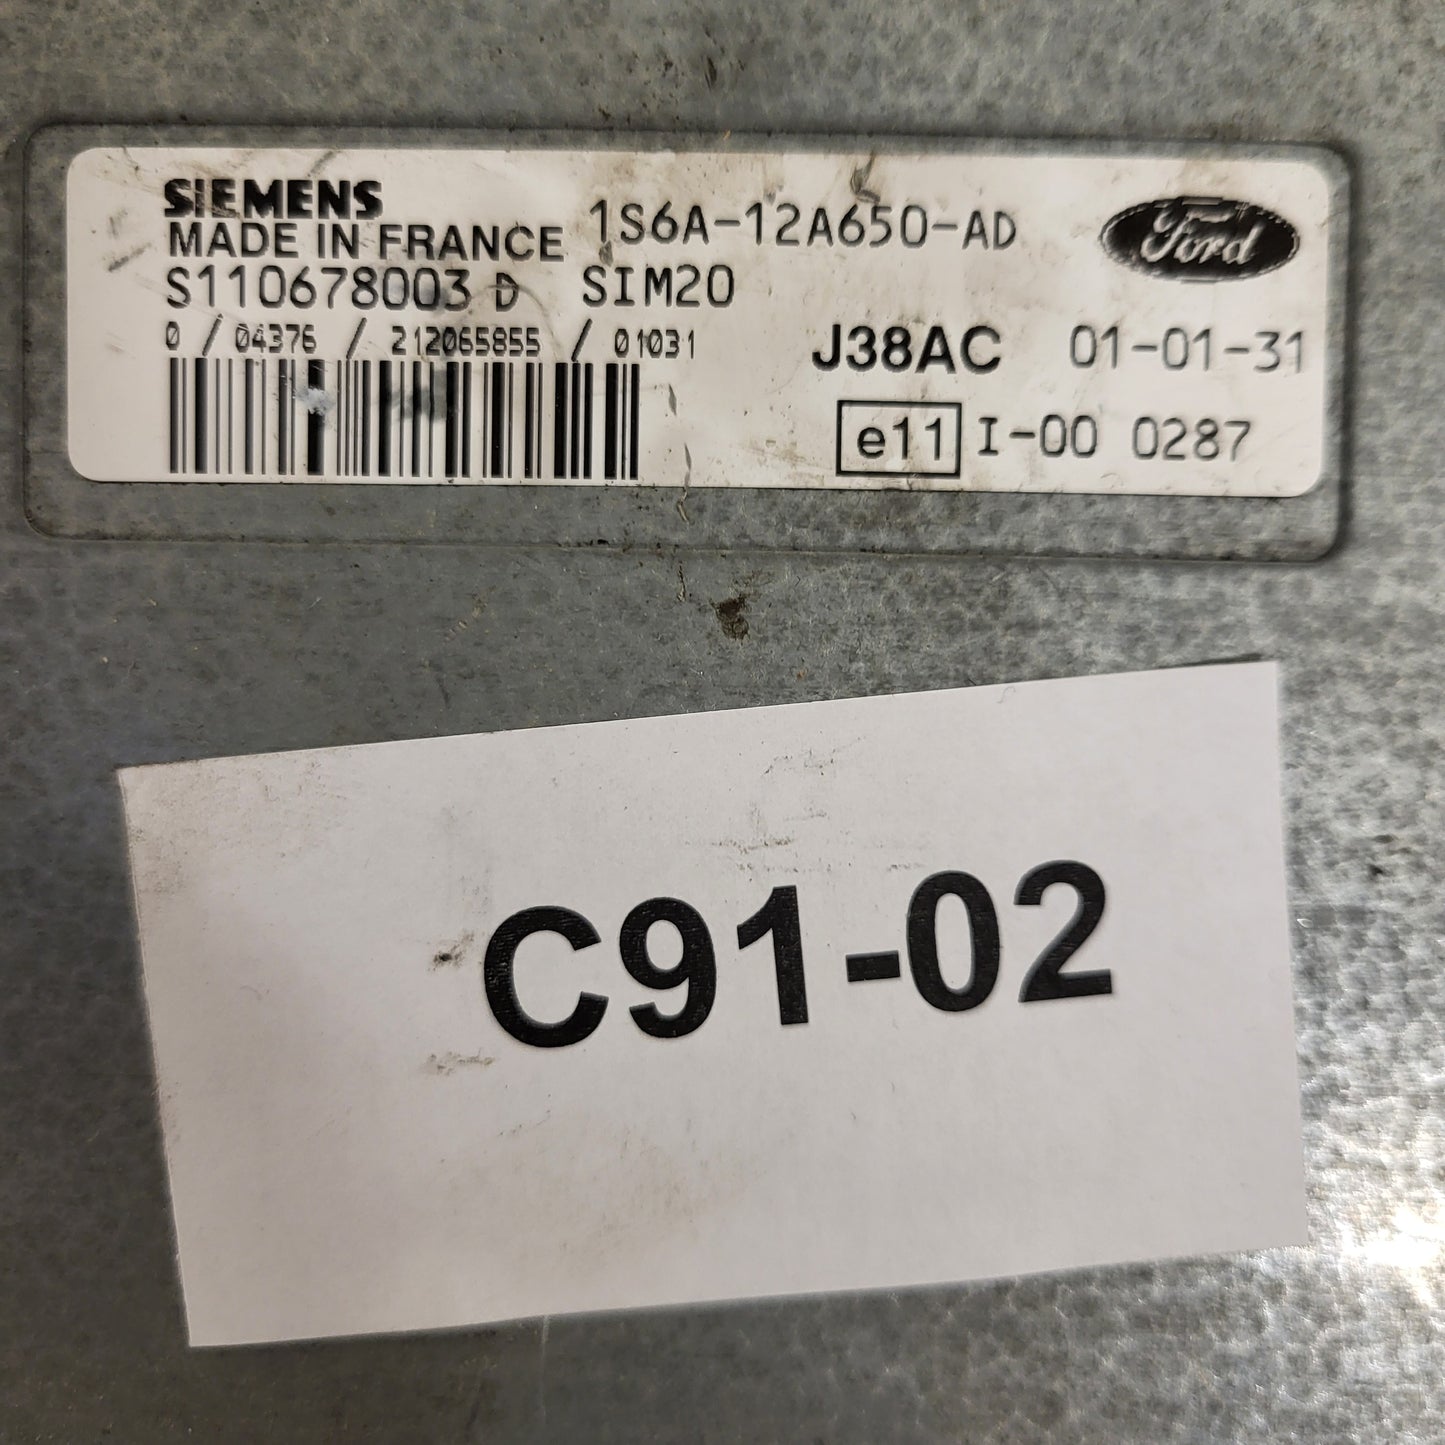 SIEMENS
MADE IN FRANCE 1S6A-12A650-AD Ford
S110678003 D SIM20
0 / 04376 / 212065855 / 01031
J38AC 01-01-31
e11 I-00 0287
C91-02